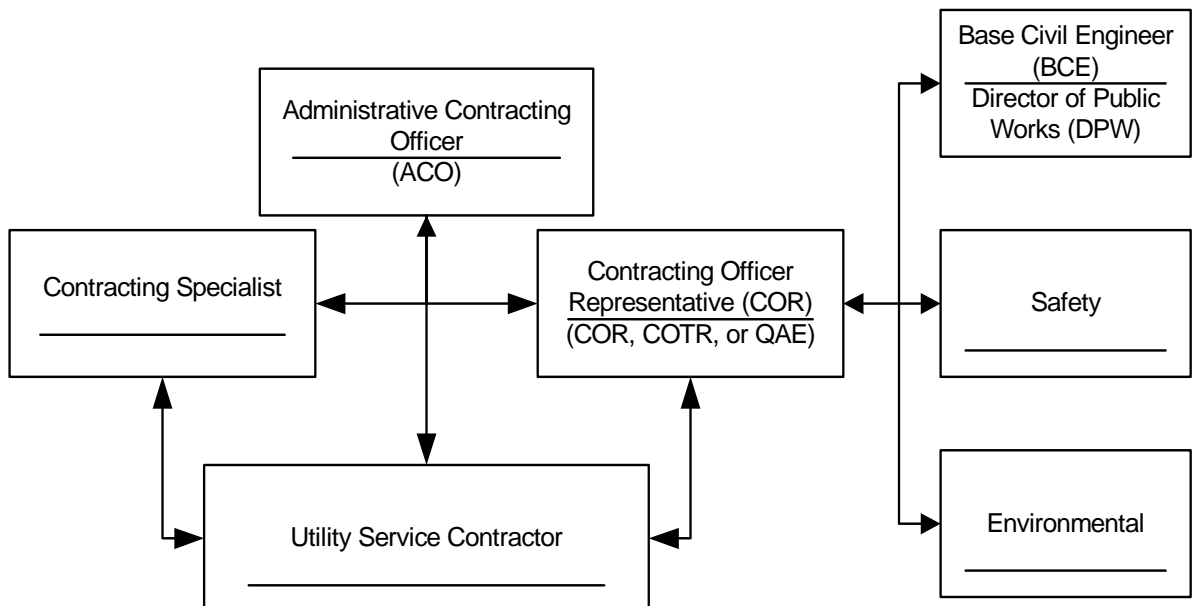 Base Civil Engineer
(BCE)
Director of Public
Works (DPW)
Administrative Contracting
Officer
(ACO)
Contracting Specialist
Contracting Officer
Representative (COR)
(COR, COTR, or QAE)
Safety
Utility Service Contractor
Environmental